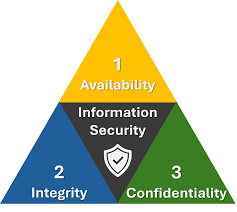 1
Availability
Information
Security
2
Integrity
3
Confidentiality